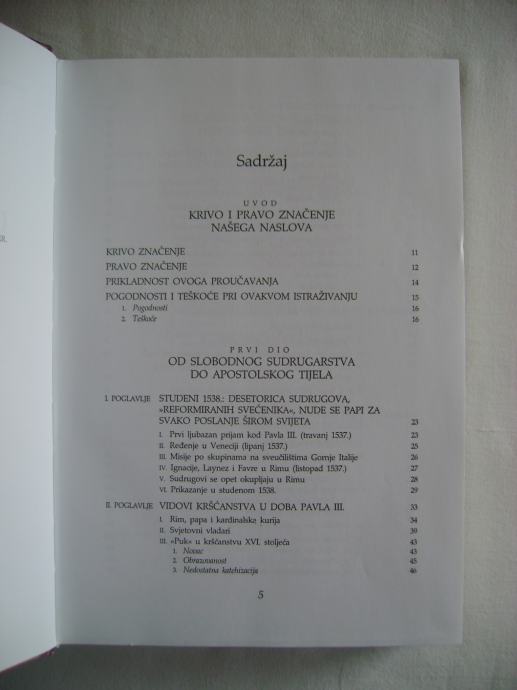 ER,
Sadržaj
UVOD
KRIVO I PRAVO ZNAČENJE
NAŠEGA NASLOVA
KRIVO ZNAČENJE 11
PRAVO ZNAČENJE 12
PRIKLADNOST OVOGA PROUČAVANJA 14
POGODNOSTI I TEŠKOĆE PRI OVAKVOM ISTRAŽIVANJU 15
1. Pogodnosti 16
2. Teškoće 16
PRVI DIO
OD SLOBODNOG SUDRUGARSTVA
DO APOSTOLSKOG TIJELA
I. POGLAVLJE STUDENI 1538.: DESETORICA SUDRUGOVA,
»REFORMIRANIH SVEĆENIKA«, NUDE SE PAPI ZA
SVAKO POSLANJE ŠIROM SVIJETA 23
I. Prvi ljubazan prijam kod Pavla III. (travanj 1537.) 23
II. Ređenje u Veneciji (lipanj 1537.) 25
III. Misije po skupinama na sveučilištima Gornje Italije 26
IV. Ignacije, Laynez i Favre u Rimu (listopad 1537.) 27
V. Sudrugovi se opet okupljaju u Rimu 28
VI. Prikazanje u studenom 1538. 29
II. POGLAVLJE VIDOVI KRŠĆANSTVA U DOBA PAVLA III. 33
I. Rim, papa i kardinalska kurija 34
II. Svjetovni vladari 39
III. »Puk« u kršćanstvu XVI. stoljeća 43
1. Novac 43
2. Obrazovanost 45
3. Nedostatna katehizacija 46
5